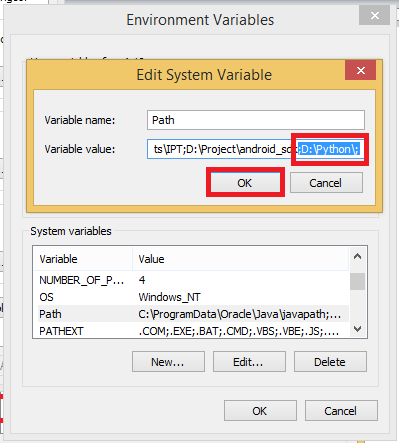 Environment Variables
Edit System Variable
Variable name: Path
Variable value: ts\IPT;D:\Project\android_sdk;D:\Python\;
OK Cancel
System variables
Variable Value
NUMBER_OF_P... 4
OS Windows_NT
Path C:\ProgramData\Oracle\Java\javapath;...
PATHEXT .COM;.EXE;.BAT;.CMD;.VBS;.VBE;.JS;....
New... Edit... Delete
OK Cancel